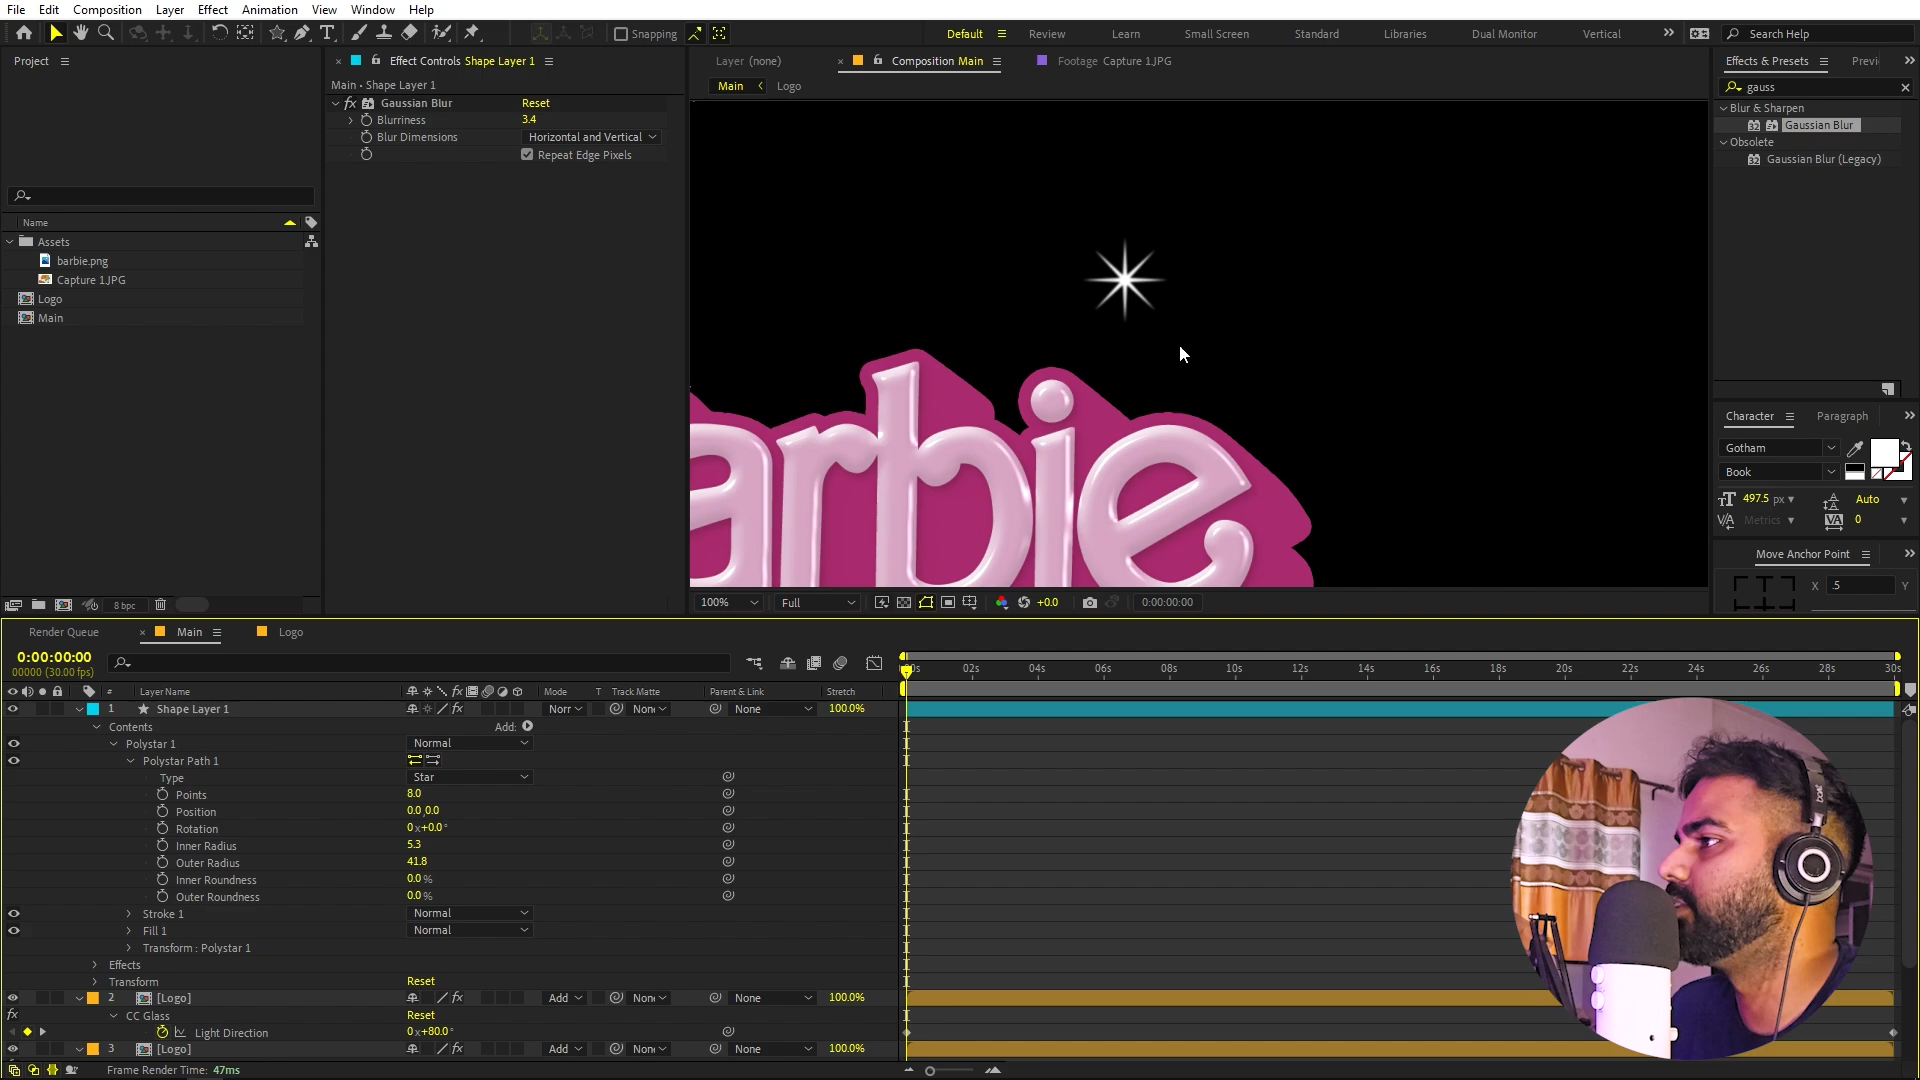 File Edit Composition Layer Effect Animation View Window Help
Snapping
Default Review Learn Small Screen Standard Libraries Dual Monitor Vertical Search Help
Project
Effect Controls Shape Layer 1
Layer (none) Composition Main Footage Capture 1.JPG
Effects & Presets Previ
Main • Shape Layer 1
Main Logo
gauss
fx Gaussian Blur Reset
Blurriness 3.4
Blur Dimensions Horizontal and Vertical
Repeat Edge Pixels
Blur & Sharpen
Gaussian Blur
Obsolete
Gaussian Blur (Legacy)
Name
Assets
barbie.png
Capture 1.JPG
Logo
Main
8 bpc
arbie
100% Full +0.0 0:00:00:00
Character Paragraph
Gotham
Book
497.5 px Auto
Metrics 0
Move Anchor Point
X .5 Y
Render Queue Main Logo
0:00:00:00
00000 (30.00 fps)
02s 04s 06s 08s 10s 12s 14s 16s 18s 20s 22s 24s 26s 28s 30s
# Layer Name Mode T Track Matte Parent & Link Stretch
1 Shape Layer 1 Norr None None 100.0%
Contents Add:
Polystar 1 Normal
Polystar Path 1
Type Star
Points 8.0
Position 0.0,0.0
Rotation 0x+0.0°
Inner Radius 5.3
Outer Radius 41.8
Inner Roundness 0.0 %
Outer Roundness 0.0 %
Stroke 1 Normal
Fill 1 Normal
Transform : Polystar 1
Effects
Transform Reset
2 [Logo] Add None None 100.0%
CC Glass Reset
Light Direction 0x+80.0°
3 [Logo] Add None None 100.0%
Frame Render Time: 47ms